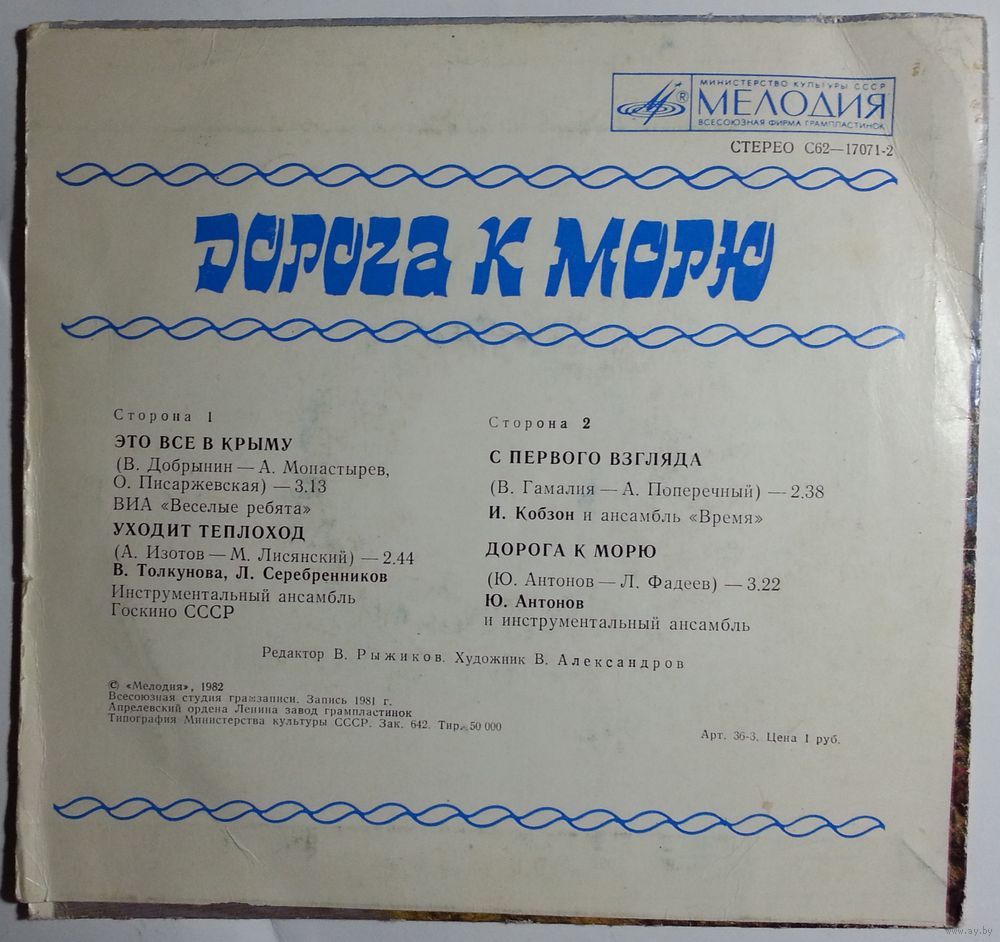 МИНИСТЕРСТВО КУЛЬТУРЫ СССР
® МЕЛОДИЯ
ВСЕСОЮЗНАЯ ФИРМА ГРАМПЛАСТИНОК
СТЕРЕО С62—17071-2
ДОРОГА К МОРЮ
Сторона 1
ЭТО ВСЕ В КРЫМУ
(В. Добрынин — А. Монастырев,
О. Писаржевская) — 3.13
ВИА «Веселые ребята»
УХОДИТ ТЕПЛОХОД
(А. Изотов — М. Лисянский) — 2.44
В. Толкунова, Л. Серебренников
Инструментальный ансамбль
Госкино СССР
Сторона 2
С ПЕРВОГО ВЗГЛЯДА
(В. Гамалия — А. Поперечный) — 2.38
И. Кобзон и ансамбль «Время»
ДОРОГА К МОРЮ
(Ю. Антонов — Л. Фадеев) — 3.22
Ю. Антонов
и инструментальный ансамбль
Редактор В. Рыжиков. Художник В. Александров
© «Мелодия», 1982
Всесоюзная студия грамзаписи. Запись 1981 г.
Апрелевский ордена Ленина завод грампластинок
Типография Министерства культуры СССР. Зак. 642. Тир. 50 000
Арт. 36-3. Цена 1 руб.
www.ay.by